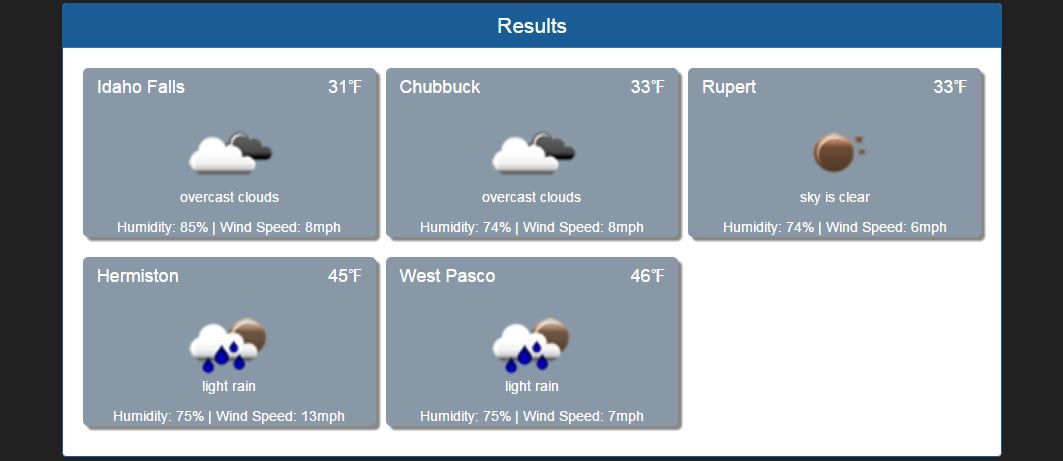 Results
Idaho Falls 31℉
overcast clouds
Humidity: 85% | Wind Speed: 8mph
Chubbuck 33℉
overcast clouds
Humidity: 74% | Wind Speed: 8mph
Rupert 33℉
sky is clear
Humidity: 74% | Wind Speed: 6mph
Hermiston 45℉
light rain
Humidity: 75% | Wind Speed: 13mph
West Pasco 46℉
light rain
Humidity: 75% | Wind Speed: 7mph